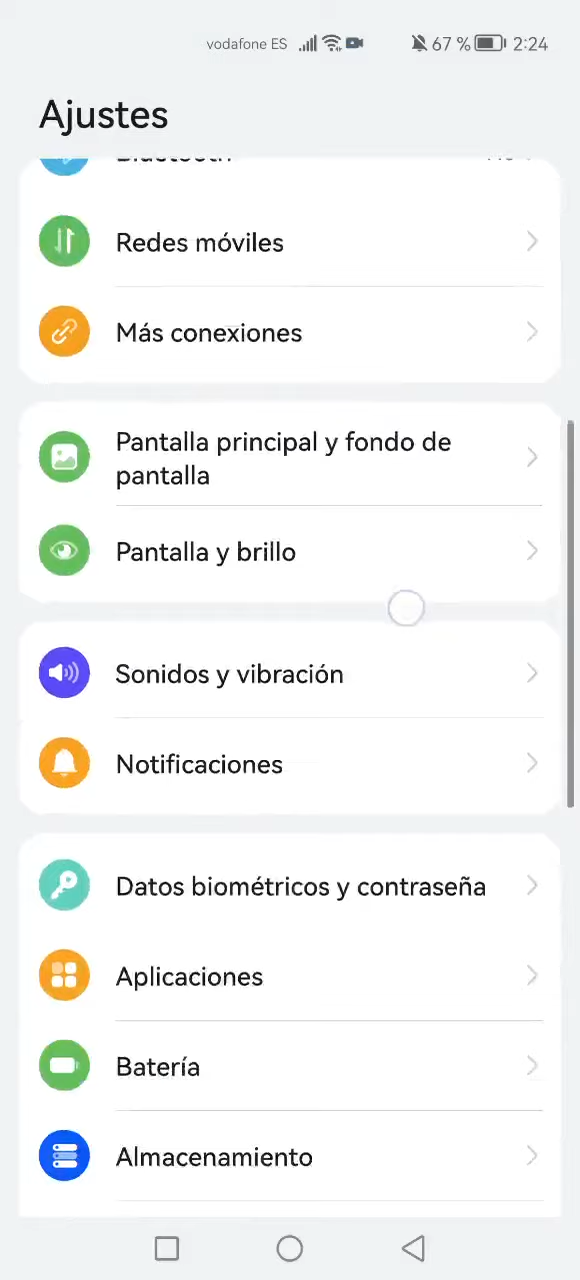 vodafone ES 67 % 2:24
Ajustes
Redes móviles
Más conexiones
Pantalla principal y fondo de
pantalla
Pantalla y brillo
Sonidos y vibración
Notificaciones
Datos biométricos y contraseña
Aplicaciones
Batería
Almacenamiento